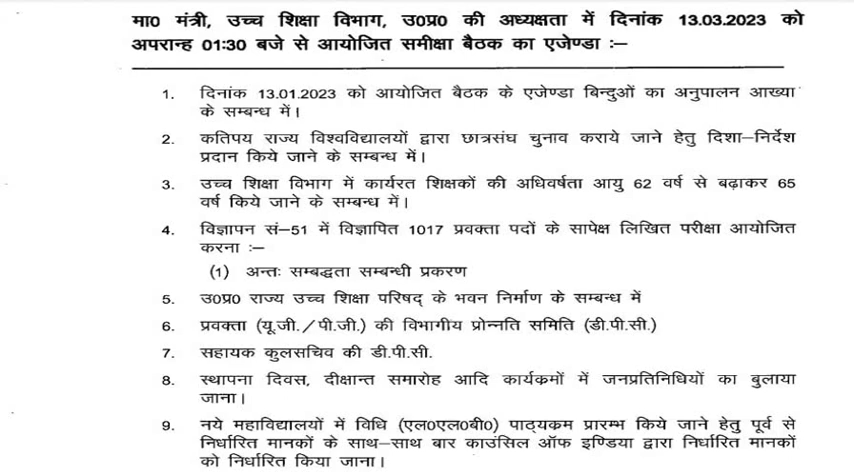 मा0 मंत्री, उच्च शिक्षा विभाग, उ0प्र0 की अध्यक्षता में दिनांक 13.03.2023 को
अपरान्ह 01:30 बजे से आयोजित समीक्षा बैठक का एजेण्डा :–
1. दिनांक 13.01.2023 को आयोजित बैठक के एजेण्डा बिन्दुओं का अनुपालन आख्या
के सम्बन्ध में।
2. कतिपय राज्य विश्वविद्यालयों द्वारा छात्रसंघ चुनाव कराये जाने हेतु दिशा–निर्देश
प्रदान किये जाने के सम्बन्ध में।
3. उच्च शिक्षा विभाग में कार्यरत शिक्षकों की अधिवर्षता आयु 62 वर्ष से बढ़ाकर 65
वर्ष किये जाने के सम्बन्ध में।
4. विज्ञापन सं–51 में विज्ञापित 1017 प्रवक्ता पदों के सापेक्ष लिखित परीक्षा आयोजित
करना :–
(1) अन्तः सम्बद्धता सम्बन्धी प्रकरण
5. उ0प्र0 राज्य उच्च शिक्षा परिषद् के भवन निर्माण के सम्बन्ध में
6. प्रवक्ता (यू.जी./पी.जी.) की विभागीय प्रोन्नति समिति (डी.पी.सी.)
7. सहायक कुलसचिव की डी.पी.सी.
8. स्थापना दिवस, दीक्षान्त समारोह आदि कार्यक्रमों में जनप्रतिनिधियों का बुलाया
जाना।
9. नये महाविद्यालयों में विधि (एल0एल0बी0) पाठ्यक्रम प्रारम्भ किये जाने हेतु पूर्व से
निर्धारित मानकों के साथ–साथ बार काउंसिल ऑफ इण्डिया द्वारा निर्धारित मानकों
को निर्धारित किया जाना।